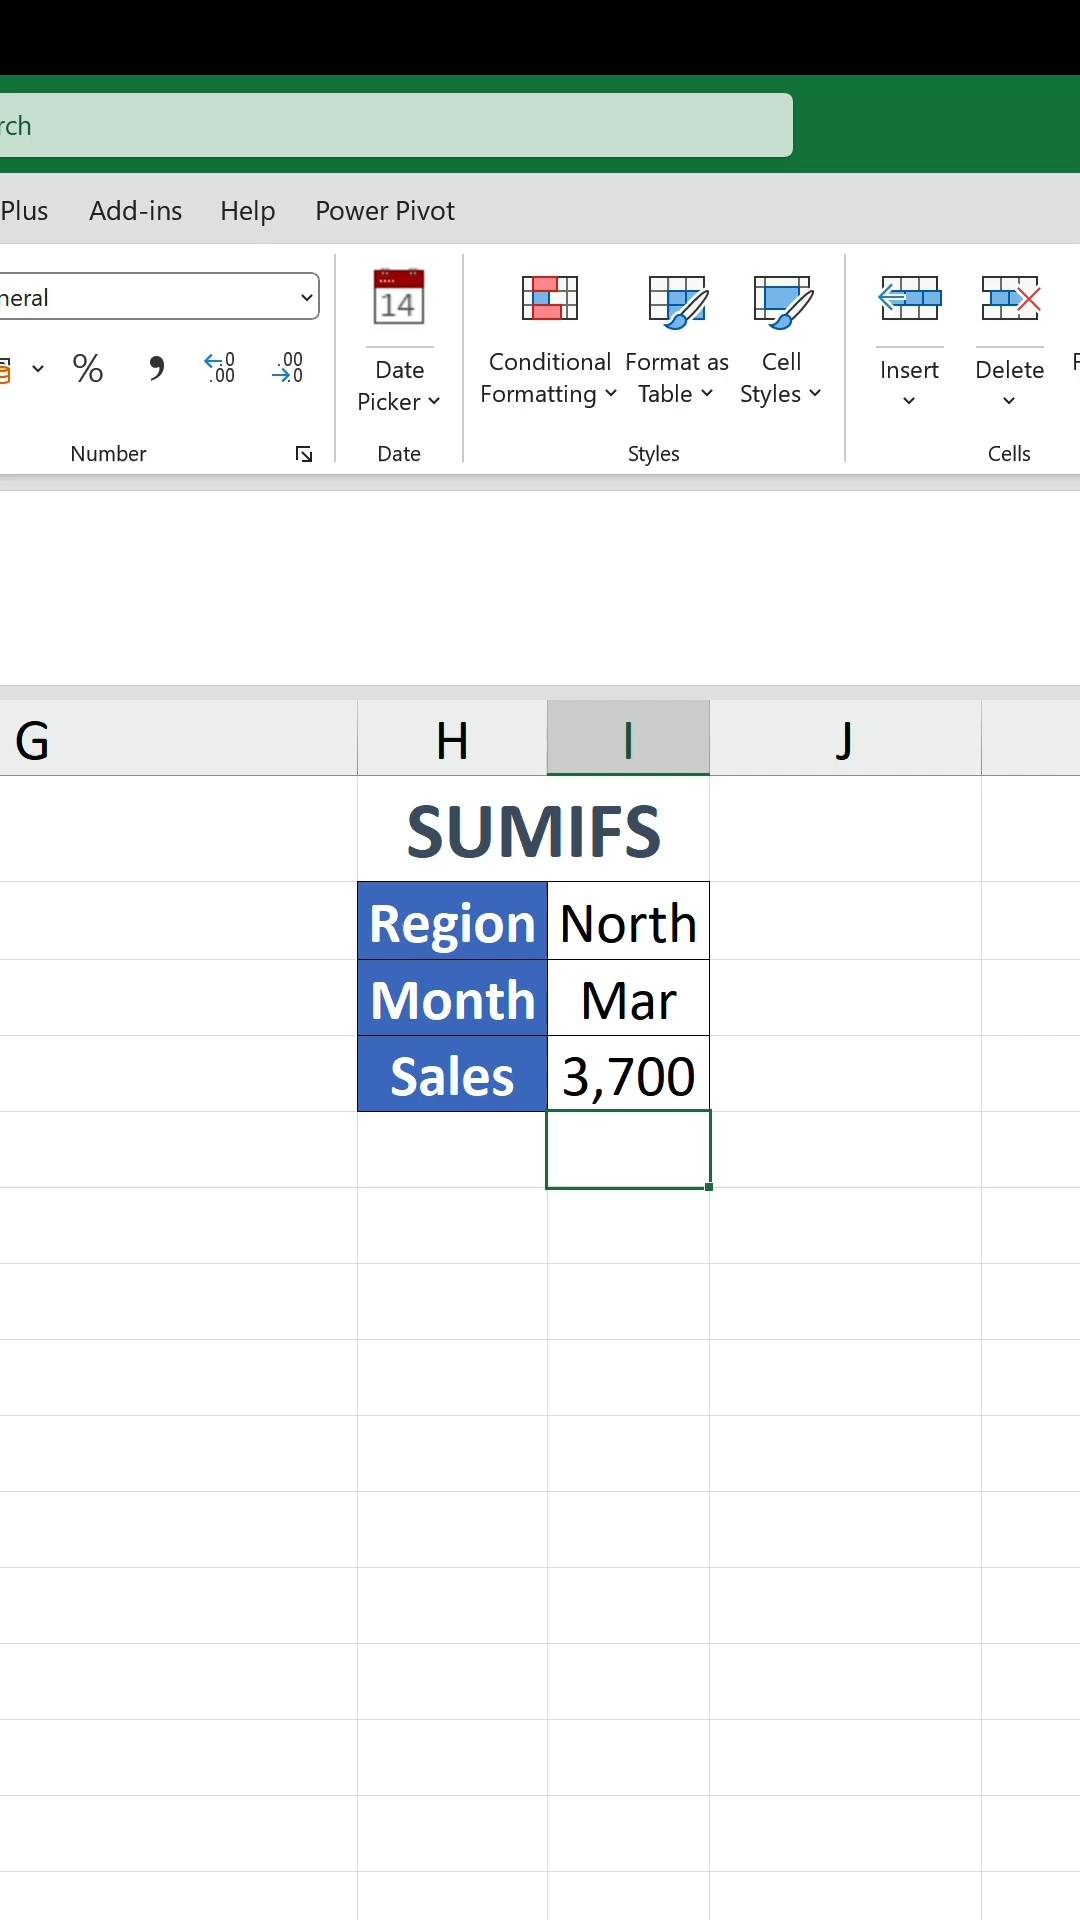 rch
Plus Add-ins Help Power Pivot
neral
14
% , .0 .00 .00 .0
Date Picker
Conditional Formatting
Format as Table
Cell Styles
Insert
Delete
F
Number Date Styles Cells
G H I J
SUMIFS
Region North
Month Mar
Sales 3,700